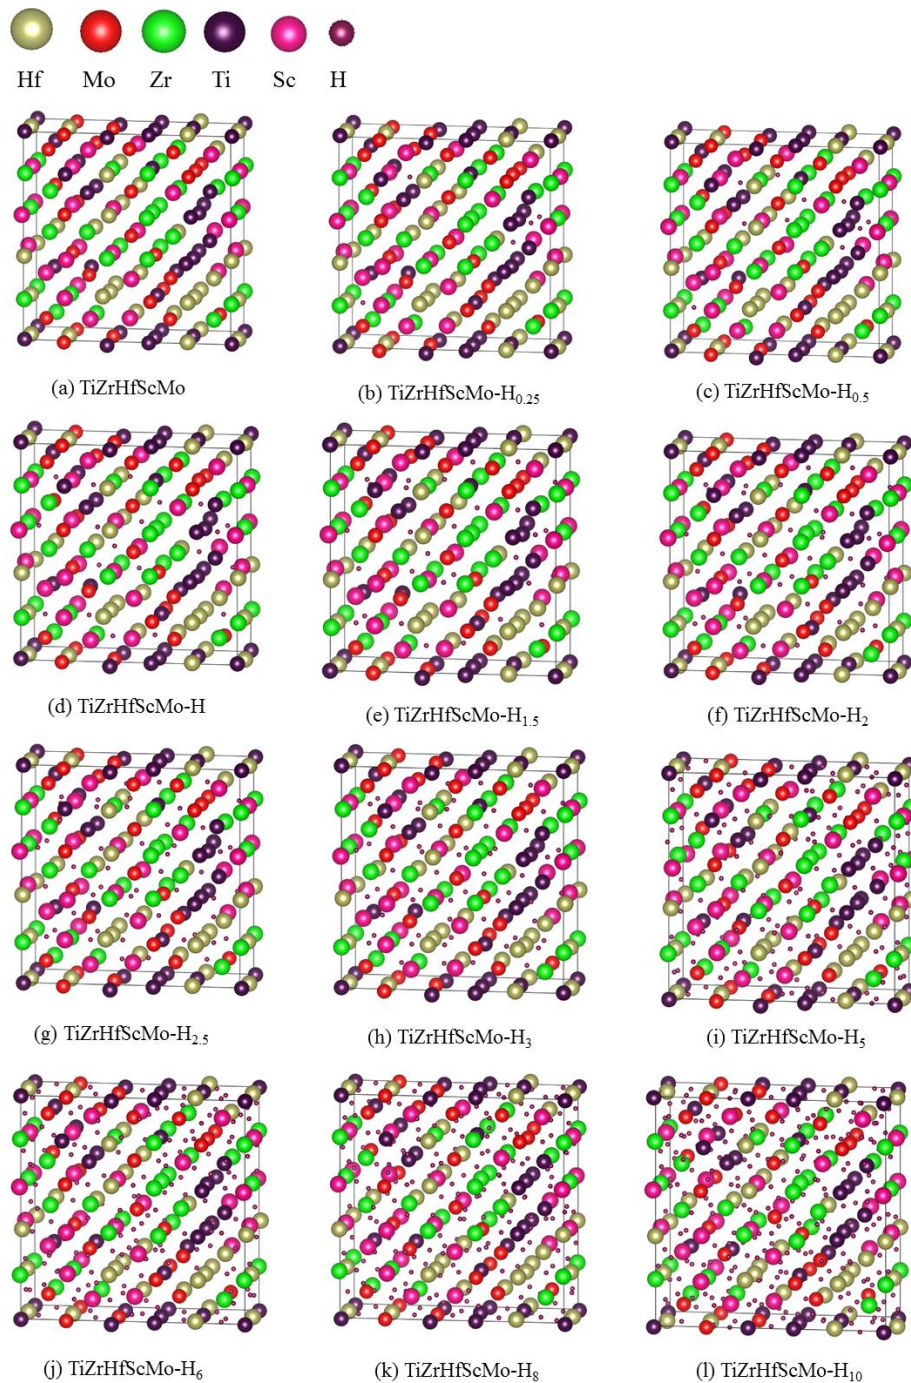 Hf Mo Zr Ti Sc H
(a) TiZrHfScMo
(b) TiZrHfScMo-H₀.₂₅
(c) TiZrHfScMo-H₀.₅
(d) TiZrHfScMo-H
(e) TiZrHfScMo-H₁.₅
(f) TiZrHfScMo-H₂
(g) TiZrHfScMo-H₂.₅
(h) TiZrHfScMo-H₃
(i) TiZrHfScMo-H₅
(j) TiZrHfScMo-H₆
(k) TiZrHfScMo-H₈
(l) TiZrHfScMo-H₁₀